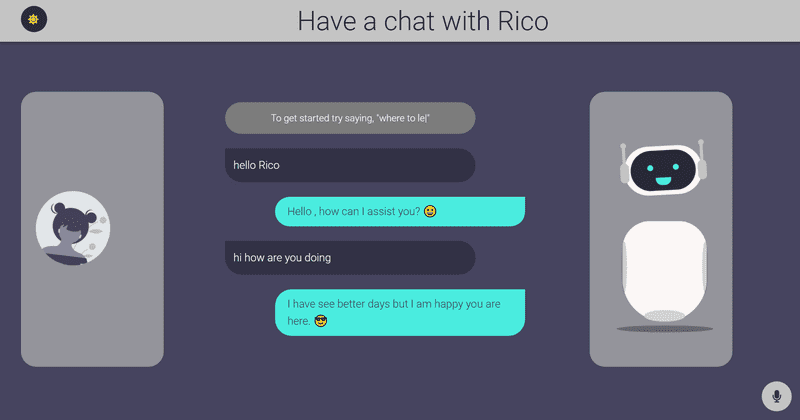 Have a chat with Rico
To get started try saying, "where to le|"
hello Rico
Hello , how can I assist you? 😀
hi how are you doing
I have see better days but I am happy you are
here. 😎